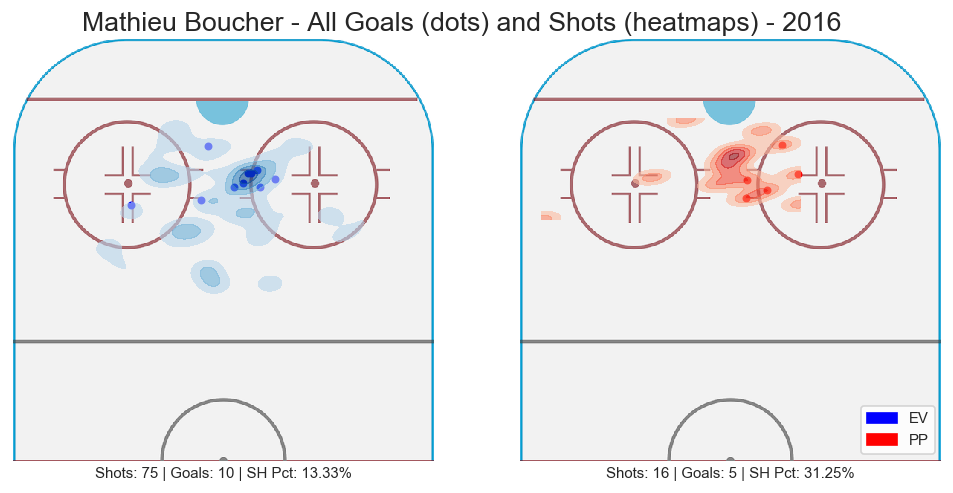 Mathieu Boucher - All Goals (dots) and Shots (heatmaps) - 2016
EV
PP
Shots: 75 | Goals: 10 | SH Pct: 13.33%
Shots: 16 | Goals: 5 | SH Pct: 31.25%